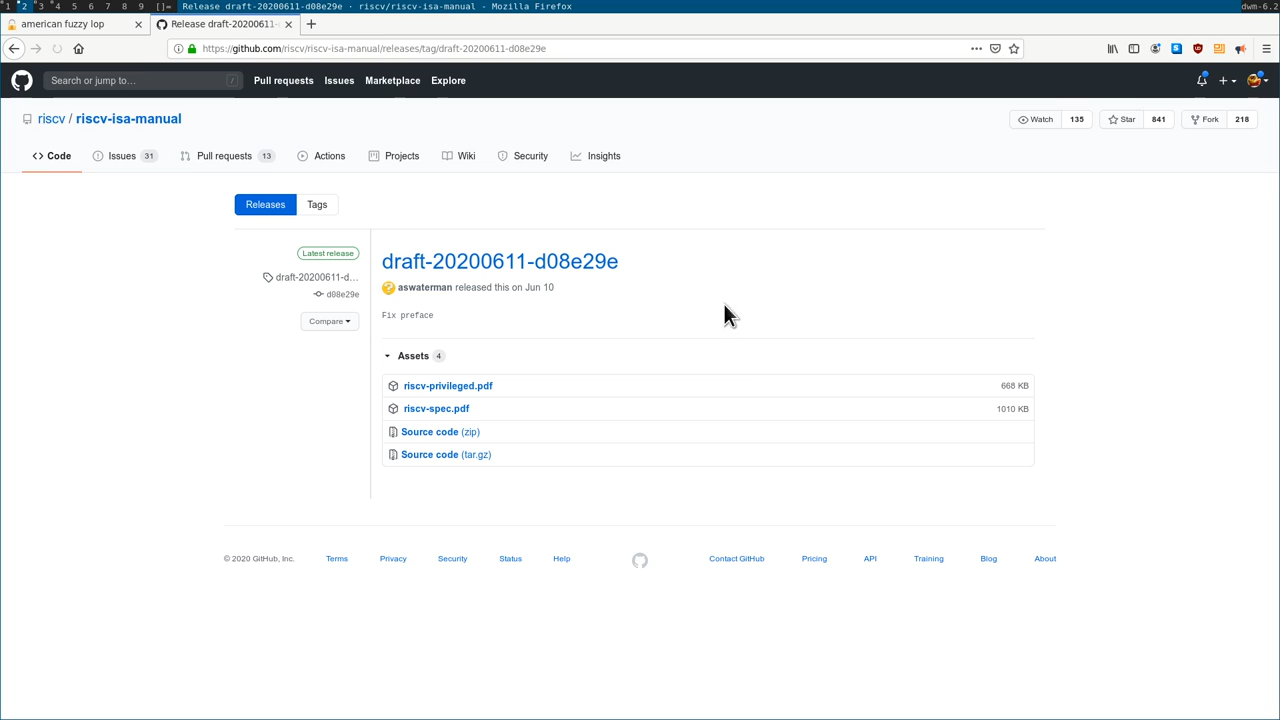 1 2 3 4 5 6 7 8 9 []= Release draft-20200611-d08e29e · riscv/riscv-isa-manual - Mozilla Firefox dwm-6.2
american fuzzy lop Release draft-20200611-
https://github.com/riscv/riscv-isa-manual/releases/tag/draft-20200611-d08e29e
Search or jump to… / Pull requests Issues Marketplace Explore
riscv / riscv-isa-manual Watch 135 Star 841 Fork 218
Code Issues 31 Pull requests 13 Actions Projects Wiki Security Insights
Releases Tags
Latest release
draft-20200611-d…
d08e29e
Compare
draft-20200611-d08e29e
aswaterman released this on Jun 10
Fix preface
Assets 4
riscv-privileged.pdf 668 KB
riscv-spec.pdf 1010 KB
Source code (zip)
Source code (tar.gz)
© 2020 GitHub, Inc. Terms Privacy Security Status Help Contact GitHub Pricing API Training Blog About